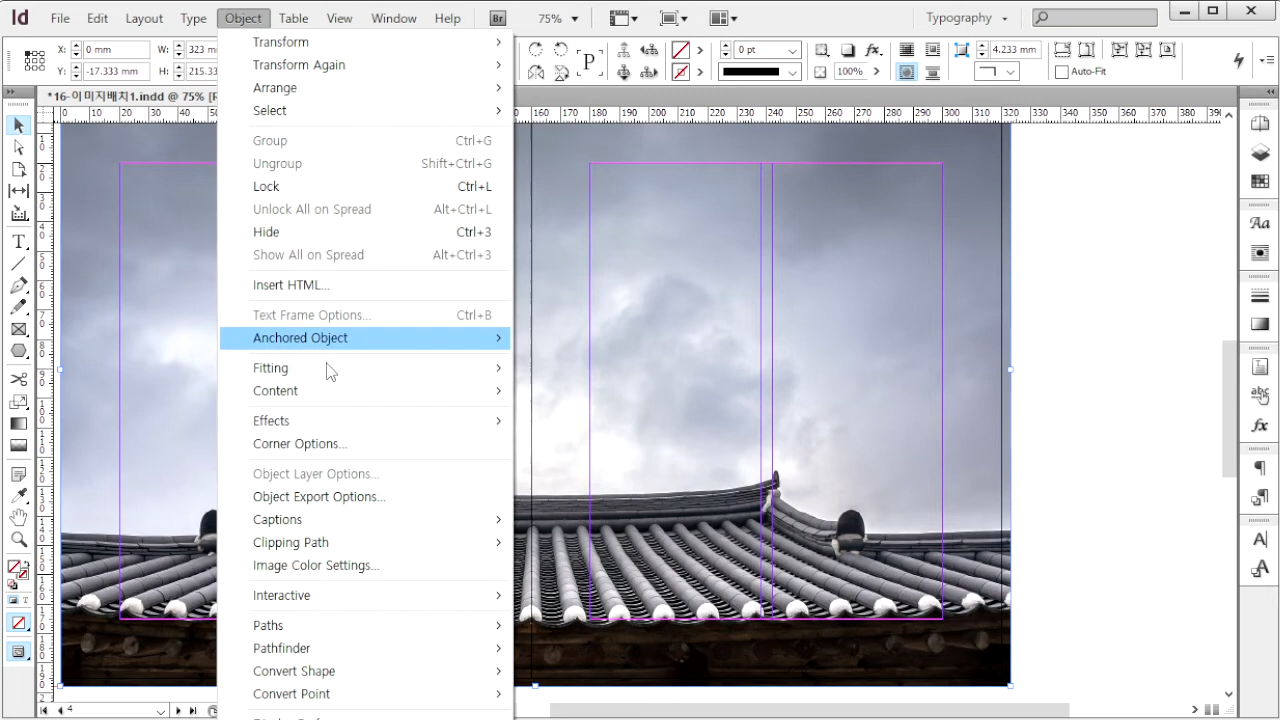 Id File Edit Layout Type Object Table View Window Help Br 75% Typography
X: 0 mm W: 323 mm 0 pt 4.233 mm
Y: -17.333 mm H: 215.33 P 100% fx. Auto-Fit
*16-이미지배치1.indd @ 75%
0 10 20 30 40 160 170 180 190 200 210 220 230 240 250 260 270 280 290 300 310 320 330 340 350 360 370 380 390
Transform
Transform Again
Arrange
Select
Group Ctrl+G
Ungroup Shift+Ctrl+G
Lock Ctrl+L
Unlock All on Spread Alt+Ctrl+L
Hide Ctrl+3
Show All on Spread Alt+Ctrl+3
Insert HTML...
Text Frame Options... Ctrl+B
Anchored Object
Fitting
Content
Effects
Corner Options...
Object Layer Options...
Object Export Options...
Captions
Clipping Path
Image Color Settings...
Interactive
Paths
Pathfinder
Convert Shape
Convert Point
4